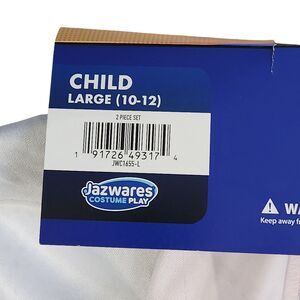 CHILD
LARGE (10-12)
2 PIECE SET
1 91726 49317 4
JWC1655-L
Jazwares
COSTUME PLAY
WA
Keep away f